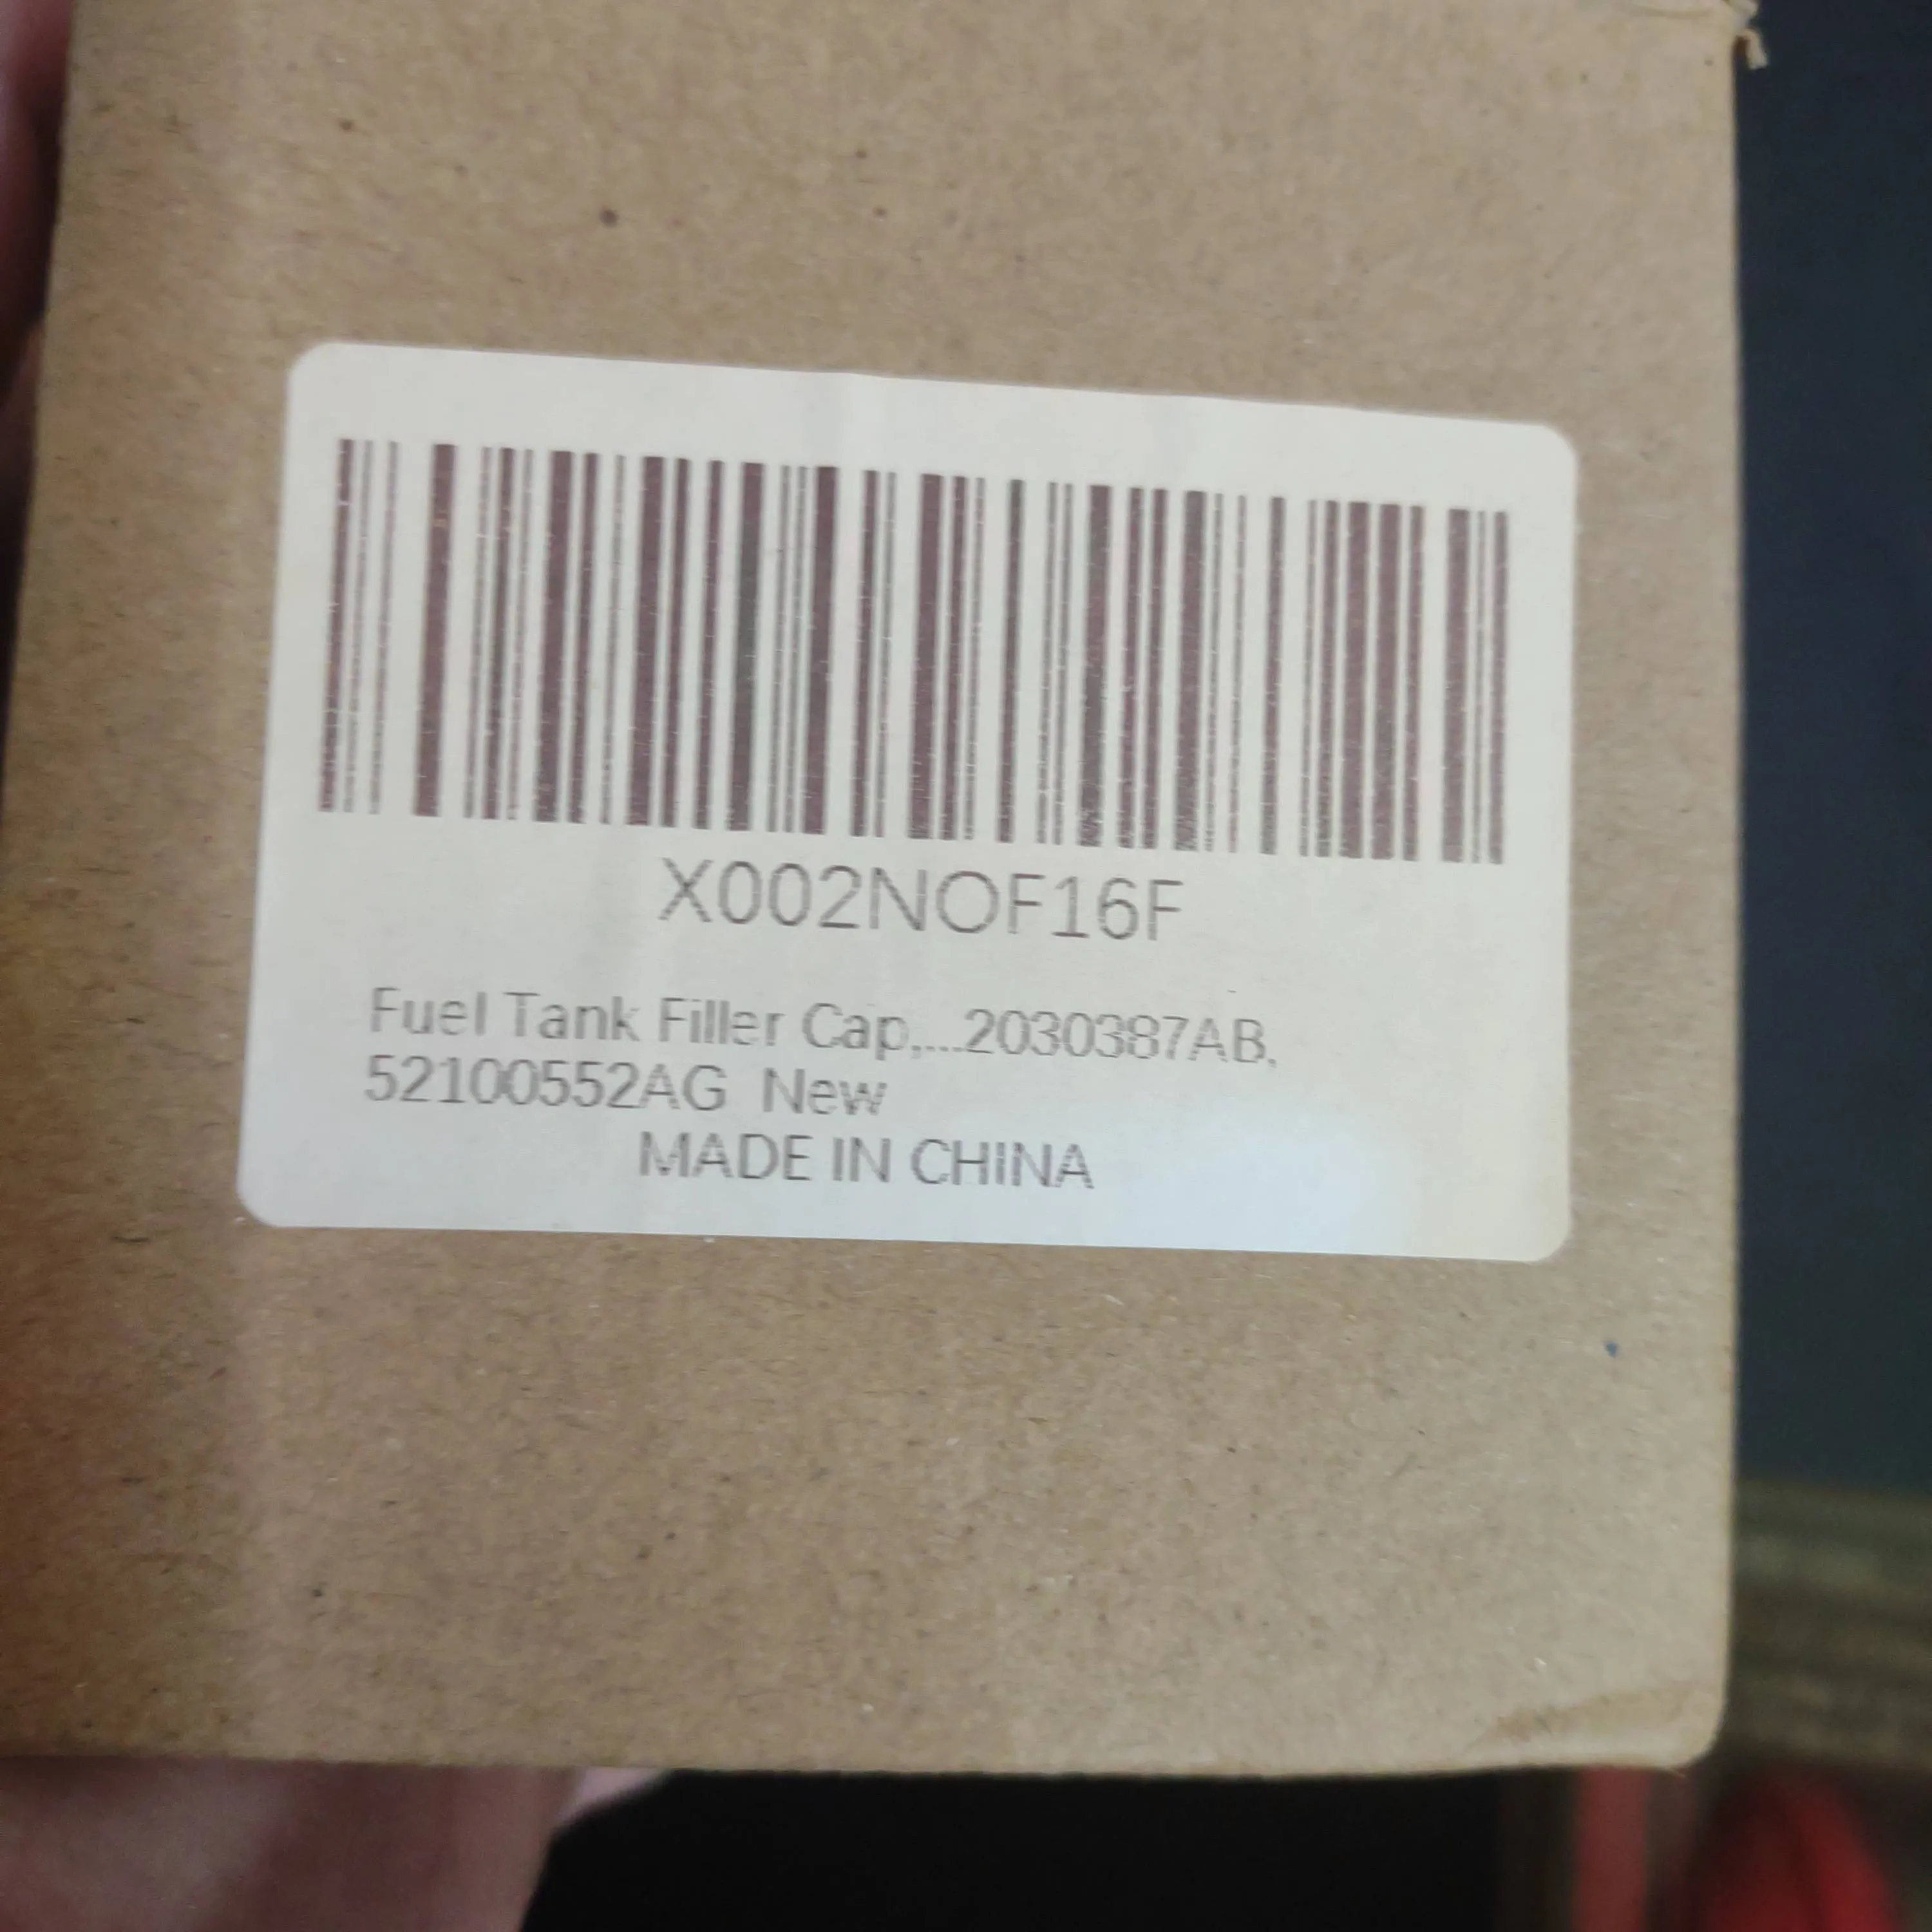 X002NOF16F
Fuel Tank Filler Cap,...2030387AB,
52100552AG New
MADE IN CHINA